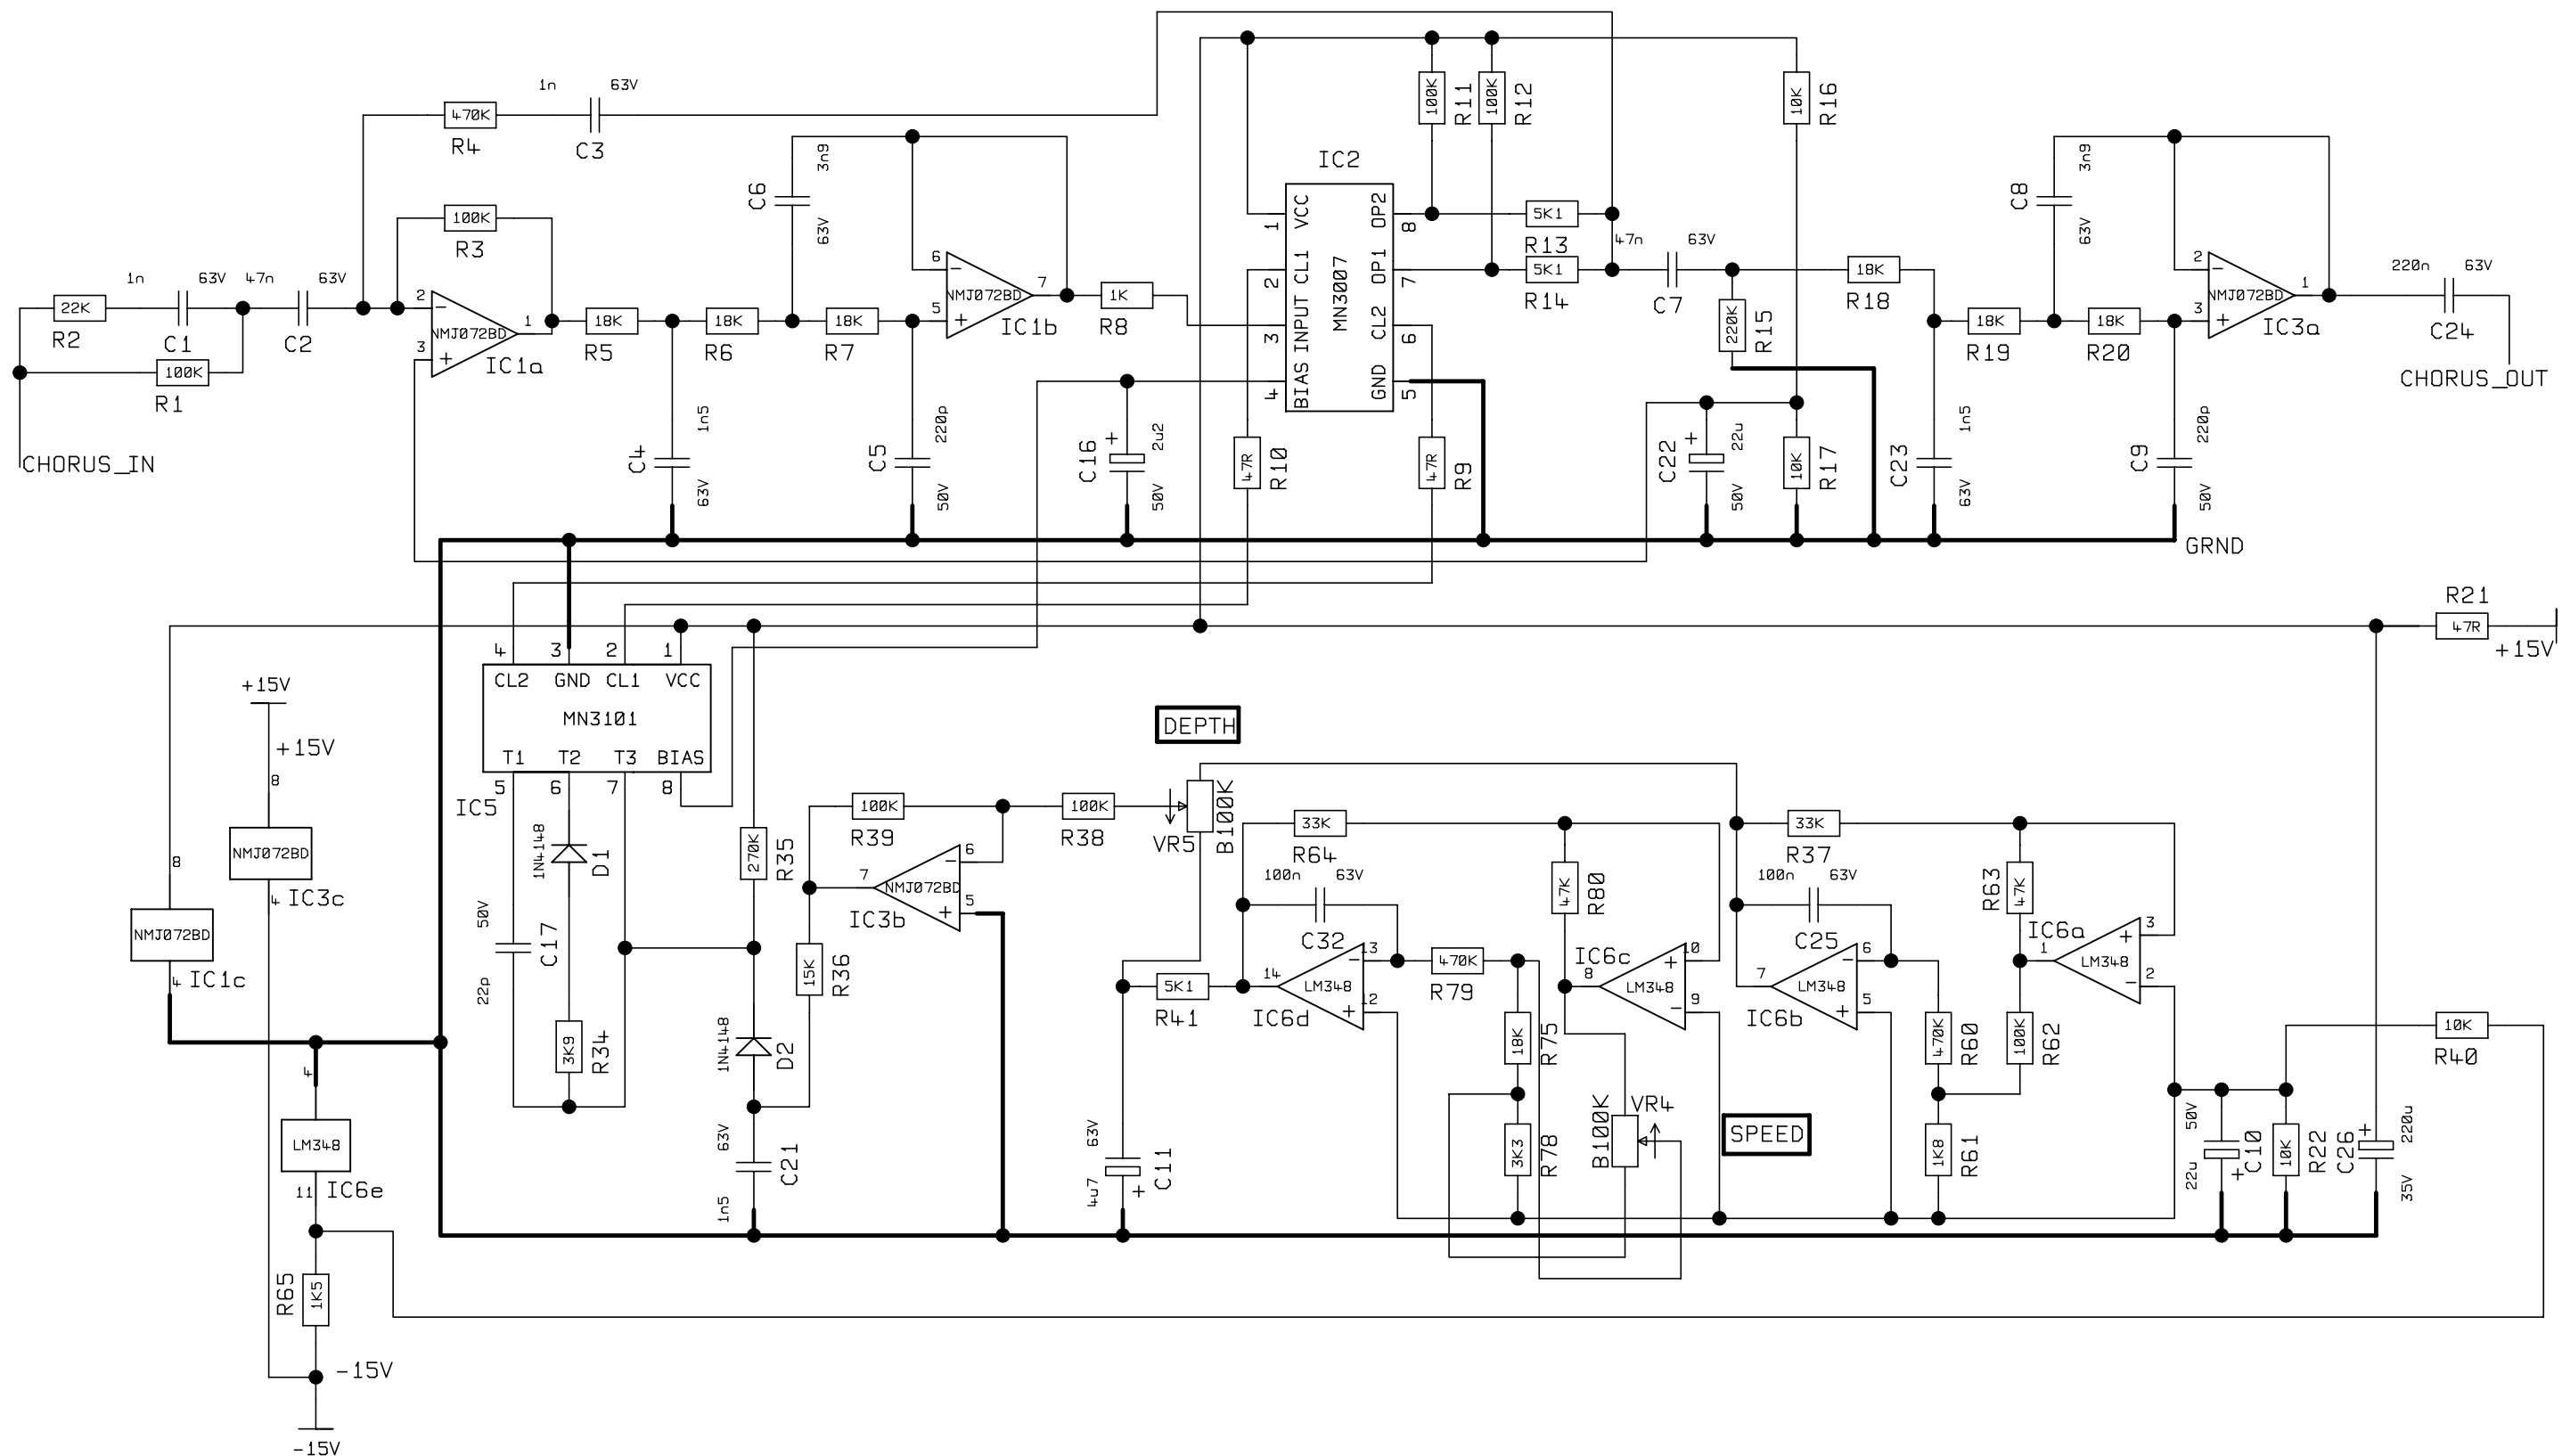 1n 63V
470K
R4 C3
100K
R3
1n 63V 47n 63V
22K
R2 C1 C2
100K
R1
CHORUS_IN
2
NMJ072BD
1
3
IC1a
18K
R5
18K
R6
18K
R7
C6
3n9
63V
6
NMJ072BD
7
5
IC1b
1K
R8
C4
1n5
63V
C5
220p
50V
C16
2u2
50V
IC2
MN3007
1 VCC
2 CL1
3 INPUT
4 BIAS
OP2 8
OP1 7
CL2 6
GND 5
100K
R11
100K
R12
10K
R16
5K1
R13
5K1
R14
47n 63V
C7
220K
R15
47R
R10
47R
R9
C22
22u
50V
10K
R17
18K
R18
C23
1n5
63V
18K
R19
18K
R20
C8
3n9
63V
C9
220p
50V
2
NMJ072BD
1
3
IC3a
220n 63V
C24
CHORUS_OUT
GRND
R21
47R
+15V
4 3 2 1
CL2 GND CL1 VCC
MN3101
T1 T2 T3 BIAS
5 6 7 8
IC5
+15V
+15V
8
NMJ072BD
4 IC3c
8
NMJ072BD
4 IC1c
4
LM348
11 IC6e
R65
1K5
-15V
-15V
1N4148
D1
50V
C17
22p
3K9
R34
270K
R35
1N4148
D2
63V
C21
1n5
100K
R39
6
NMJ072BD
7
5
IC3b
15K
R36
100K
R38
DEPTH
VR5
B100K
5K1
R41
63V
C11
4u7
33K
R64
100n 63V
C32
13
LM348
14
12
IC6d
470K
R79
47K
R80
IC6c
10
LM348
8
9
18K
R75
3K3
R78
B100K
VR4
SPEED
33K
R37
100n 63V
C25
6
LM348
7
5
IC6b
470K
R60
1K8
R61
R63
47K
100K
R62
IC6a
3
LM348
1
2
10K
R40
50V
C10
22u
10K
R22
C26
220u
35V